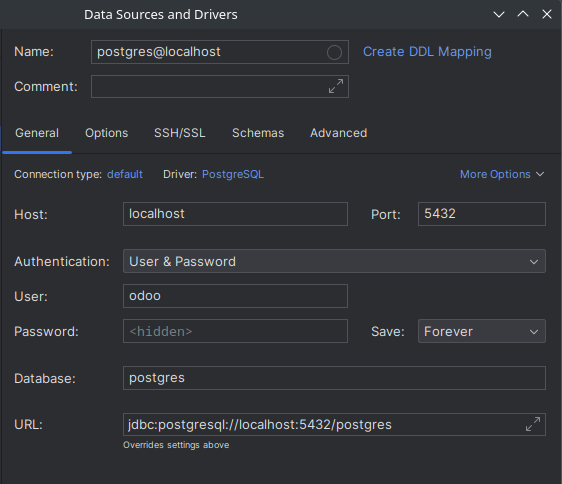 Data Sources and Drivers
Name: postgres@localhost Create DDL Mapping
Comment:
General Options SSH/SSL Schemas Advanced
Connection type: default Driver: PostgreSQL More Options
Host: localhost Port: 5432
Authentication: User & Password
User: odoo
Password: <hidden> Save: Forever
Database: postgres
URL: jdbc:postgresql://localhost:5432/postgres
Overrides settings above